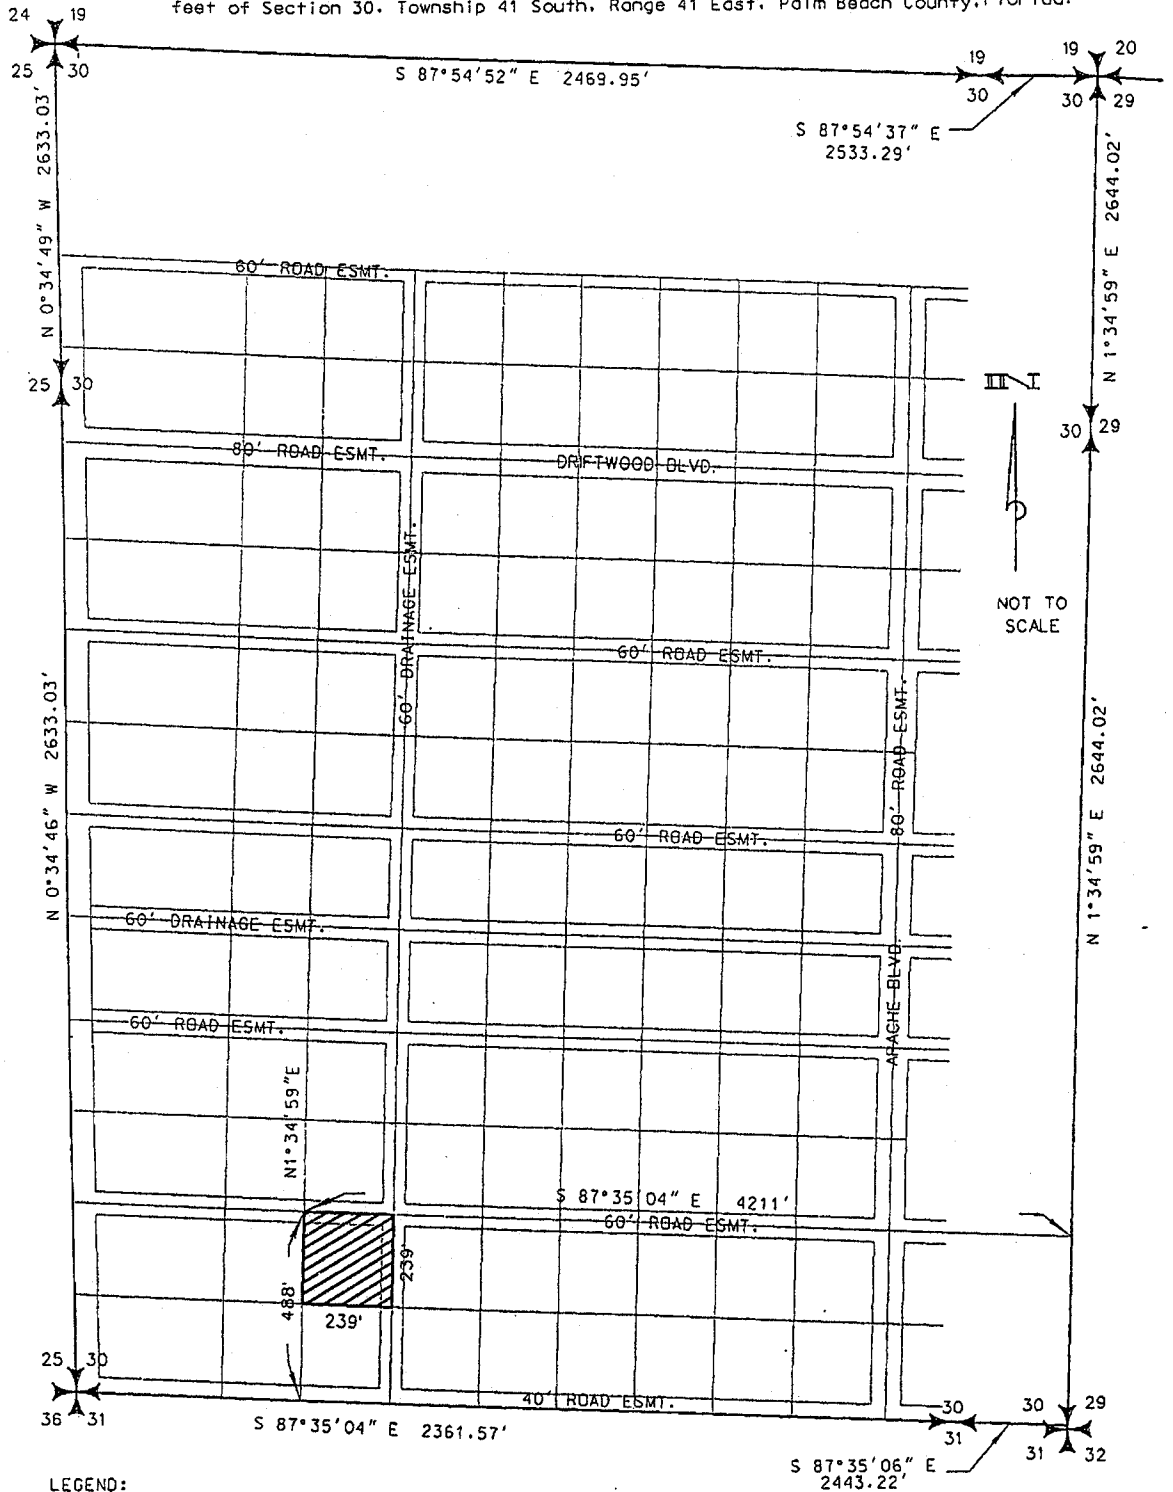 feet of Section 30, Township 41 South, Range 41 East, Palm Beach County, Florida.
24 19
25 30
S 87°54'52" E 2469.95'
19
30
19 20
30 29
S 87°54'37" E
2533.29'
N 0°34'49" W 2633.03'
N 1°34'59" E 2644.02'
60' ROAD ESMT.
25 30
30 29
80' ROAD ESMT.
DRIFTWOOD BLVD.
60' DRAINAGE ESMT.
NOT TO
SCALE
60' ROAD ESMT.
N 0°34'46" W 2633.03'
80' ROAD ESMT.
N 1°34'59" E 2644.02'
60' ROAD ESMT.
60' DRAINAGE ESMT.
APACHE BLVD.
60' ROAD ESMT.
N1°34'59"E
S 87°35'04" E 4211'
60' ROAD ESMT.
239'
488'
239'
25 30
36 31
40' ROAD ESMT.
S 87°35'04" E 2361.57'
30
31
30 29
31 32
S 87°35'06" E
2443.22'
LEGEND: